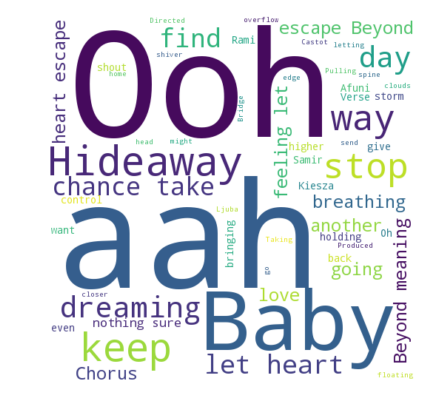 Directed
overflow
Castot
letting
Ooh
find
Rami
escape Beyond
day
heart escape
shout
home
shiver
Pulling
edge
spine
clouds
Afuni
Verse
storm
Bridge
way
head
might
send
give
Hideaway
feeling let
higher
Samir
stop
chance take
Kiesza
breathing
control
aah
Ljuba
want
bringing
Taking
another
Oh
holding
Produced
going
back
go
Beyond meaning
closer
love
dreaming
nothing sure
even
Baby
keep
let heart
Chorus
floating